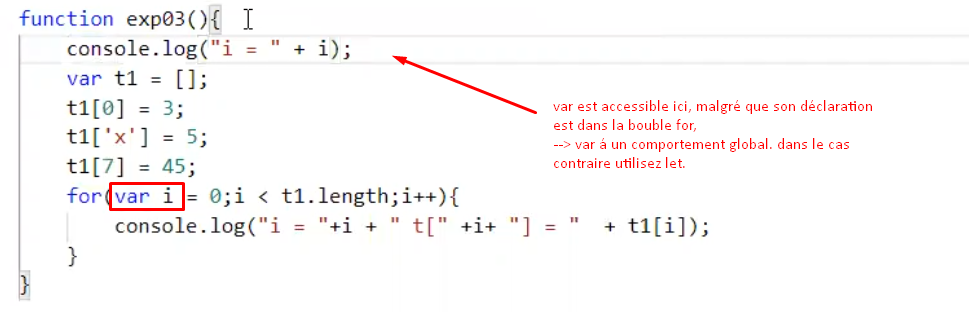 function exp03(){
console.log("i = " + i);
var t1 = [];
t1[0] = 3;
t1['x'] = 5;
t1[7] = 45;
for(var i = 0;i < t1.length;i++){
console.log("i = "+i + " t[" +i+ "] = "  + t1[i]);
}
}
var est accessible ici, malgré que son déclaration
est dans la bouble for,
--> var á un comportement global. dans le cas
contraire utilisez let.